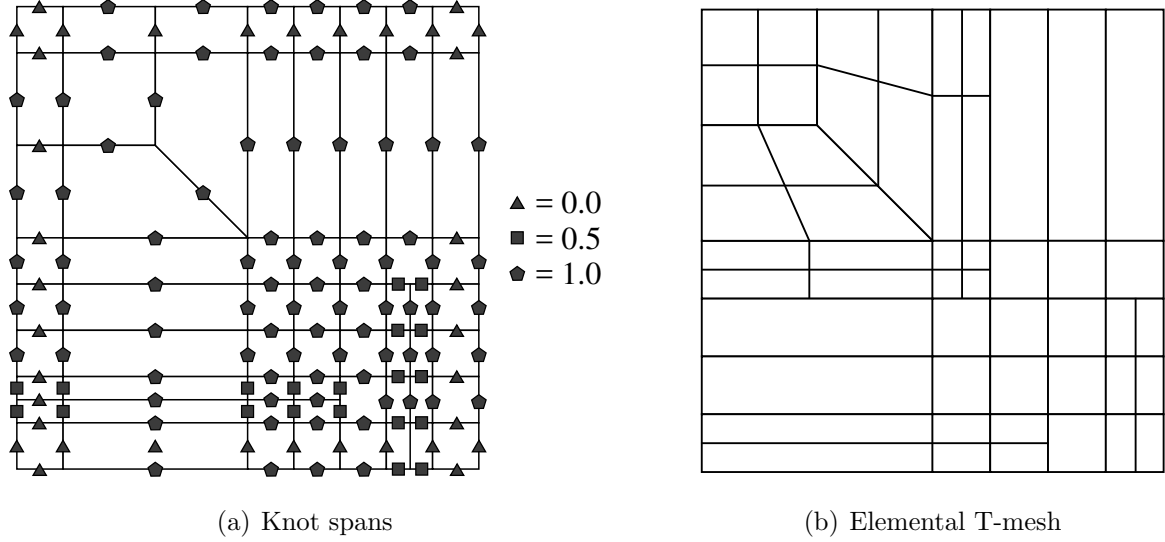 = 0.0
= 0.5
= 1.0
(a) Knot spans
(b) Elemental T-mesh